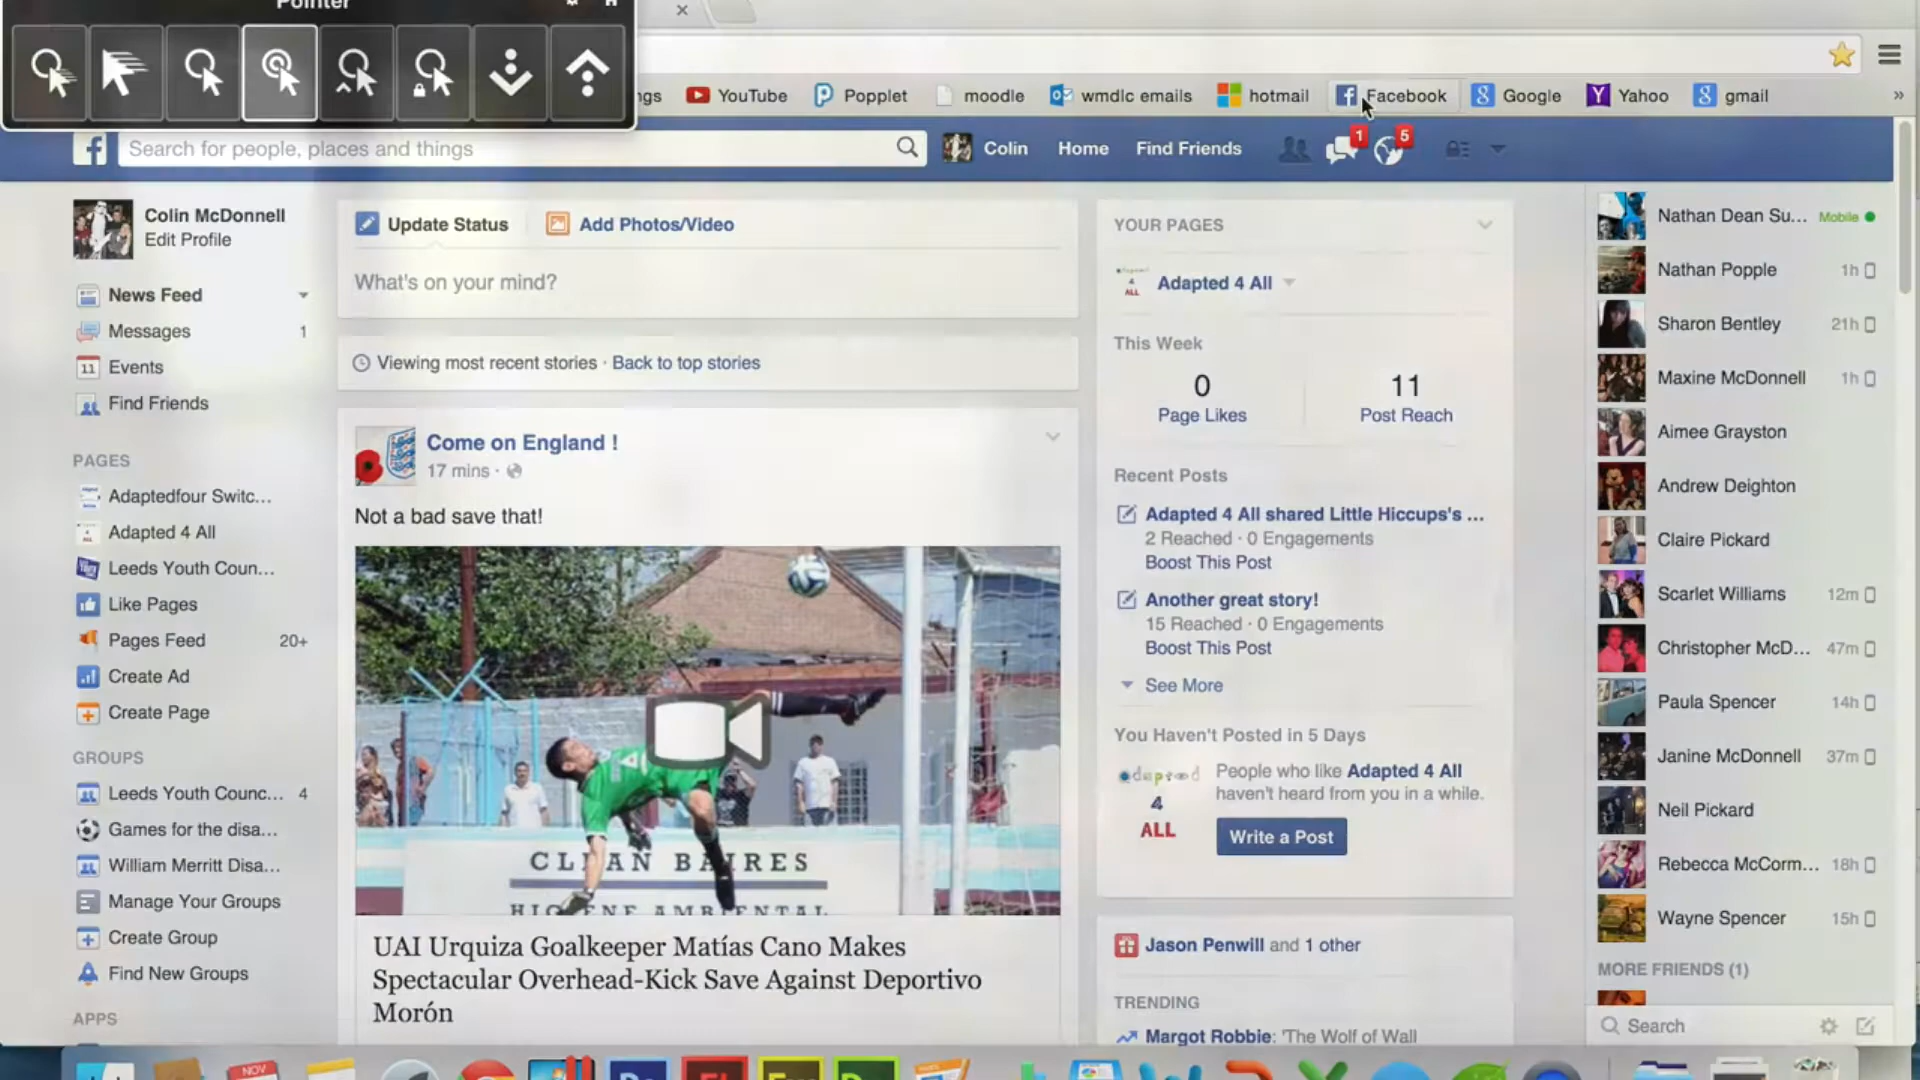 Pointer
ngs
YouTube
Popplet
moodle
wmdlc emails
hotmail
Facebook
Google
Yahoo
gmail
»
Search for people, places and things
Colin
Home
Find Friends
1
5
Colin McDonnell
Edit Profile
News Feed
Messages 1
Events
Find Friends
PAGES
Adaptedfour Switc...
Adapted 4 All
Leeds Youth Coun...
Like Pages
Pages Feed 20+
Create Ad
Create Page
GROUPS
Leeds Youth Counc... 4
Games for the disa...
William Merritt Disa...
Manage Your Groups
Create Group
Find New Groups
APPS
Update Status
Add Photos/Video
What's on your mind?
Viewing most recent stories · Back to top stories
Come on England !
17 mins ·
Not a bad save that!
CLEAN BAIRES
HIGIENE AMBIENTAL
UAI Urquiza Goalkeeper Matías Cano Makes
Spectacular Overhead-Kick Save Against Deportivo
Morón
YOUR PAGES
Adapted 4 All
This Week
0
Page Likes
11
Post Reach
Recent Posts
Adapted 4 All shared Little Hiccups's ...
2 Reached · 0 Engagements
Boost This Post
Another great story!
15 Reached · 0 Engagements
Boost This Post
See More
You Haven't Posted in 5 Days
adapted
4
ALL
People who like Adapted 4 All
haven't heard from you in a while.
Write a Post
Jason Penwill and 1 other
TRENDING
Margot Robbie: 'The Wolf of Wall
Nathan Dean Su... Mobile
Nathan Popple 1h
Sharon Bentley 21h
Maxine McDonnell 1h
Aimee Grayston
Andrew Deighton
Claire Pickard
Scarlet Williams 12m
Christopher McD... 47m
Paula Spencer 14h
Janine McDonnell 37m
Neil Pickard
Rebecca McCorm... 18h
Wayne Spencer 15h
MORE FRIENDS (1)
Search
NOV